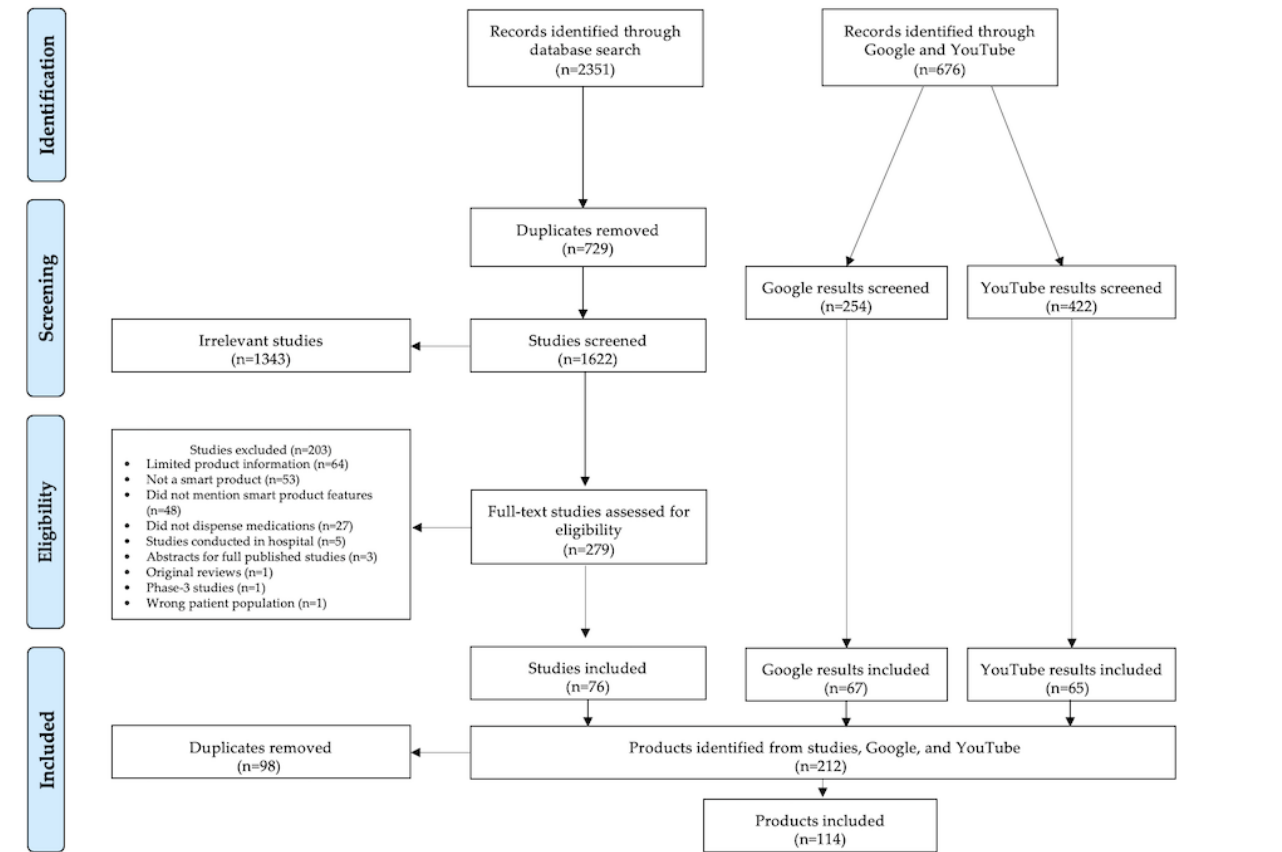 Identification
Records identified through
database search
(n=2351)
Records identified through
Google and YouTube
(n=676)
Screening
Duplicates removed
(n=729)
Google results screened
(n=254)
YouTube results screened
(n=422)
Irrelevant studies
(n=1343)
Studies screened
(n=1622)
Eligibility
Studies excluded (n=203)
• Limited product information (n=64)
• Not a smart product (n=53)
• Did not mention smart product features
(n=48)
• Did not dispense medications (n=27)
• Studies conducted in hospital (n=5)
• Abstracts for full published studies (n=3)
• Original reviews (n=1)
• Phase-3 studies (n=1)
• Wrong patient population (n=1)
Full-text studies assessed for
eligibility
(n=279)
Included
Studies included
(n=76)
Google results included
(n=67)
YouTube results included
(n=65)
Duplicates removed
(n=98)
Products identified from studies, Google, and YouTube
(n=212)
Products included
(n=114)